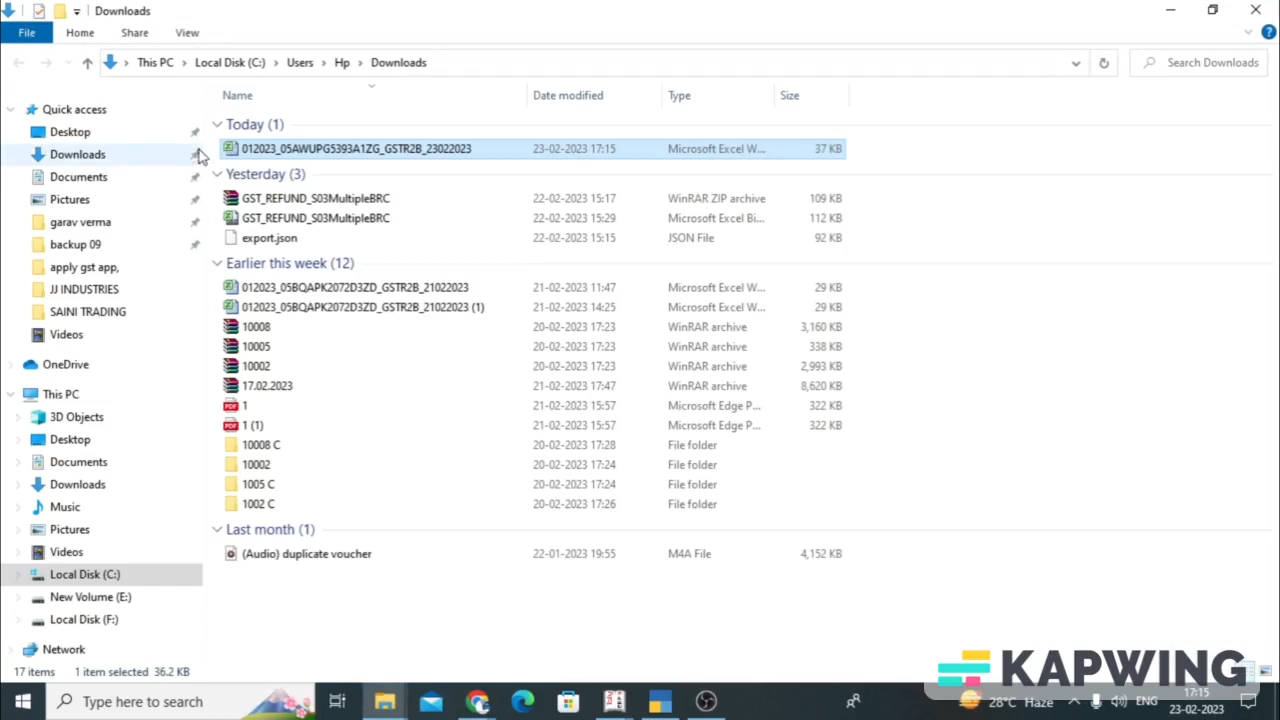 Downloads
File Home Share View
This PC Local Disk (C:) Users Hp Downloads
Search Downloads
Name Date modified Type Size
Quick access
Desktop
Downloads
Documents
Pictures
garav verma
backup 09
apply gst app,
JJ INDUSTRIES
SAINI TRADING
Videos
OneDrive
This PC
3D Objects
Desktop
Documents
Downloads
Music
Pictures
Videos
Local Disk (C:)
New Volume (E:)
Local Disk (F:)
Network
Today (1)
012023_05AWUPG5393A1ZG_GSTR2B_23022023 23-02-2023 17:15 Microsoft Excel W... 37 KB
Yesterday (3)
GST_REFUND_S03MultipleBRC 22-02-2023 15:17 WinRAR ZIP archive 109 KB
GST_REFUND_S03MultipleBRC 22-02-2023 15:29 Microsoft Excel Bi... 112 KB
export.json 22-02-2023 15:15 JSON File 92 KB
Earlier this week (12)
012023_05BQAPK2072D3ZD_GSTR2B_21022023 21-02-2023 11:47 Microsoft Excel W... 29 KB
012023_05BQAPK2072D3ZD_GSTR2B_21022023 (1) 21-02-2023 14:25 Microsoft Excel W... 29 KB
10008 20-02-2023 17:23 WinRAR archive 3,160 KB
10005 20-02-2023 17:23 WinRAR archive 338 KB
10002 20-02-2023 17:23 WinRAR archive 2,993 KB
17.02.2023 21-02-2023 17:47 WinRAR archive 8,620 KB
1 21-02-2023 15:57 Microsoft Edge P... 322 KB
1 (1) 21-02-2023 15:57 Microsoft Edge P... 322 KB
10008 C 20-02-2023 17:28 File folder
10002 20-02-2023 17:24 File folder
1005 C 20-02-2023 17:24 File folder
1002 C 20-02-2023 17:26 File folder
Last month (1)
(Audio) duplicate voucher 22-01-2023 19:55 M4A File 4,152 KB
17 items 1 item selected 36.2 KB
KAPWING
Type here to search
28°C Haze ENG 17:15
23-02-2023